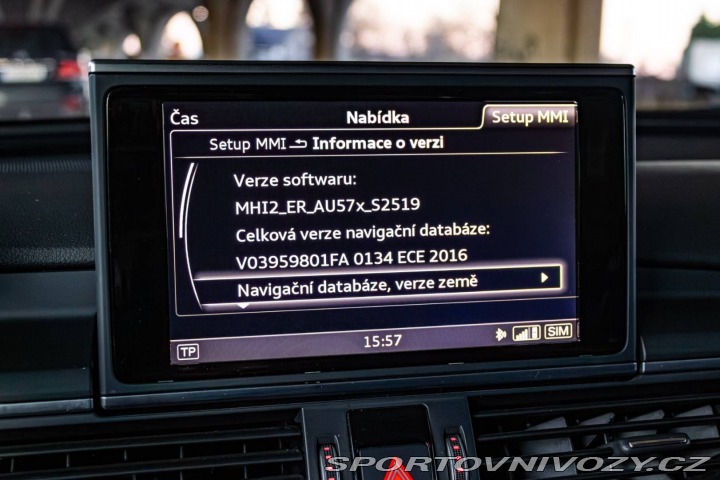 Čas Nabídka Setup MMI
Setup MMI Informace o verzi
Verze softwaru:
MHI2_ER_AU57x_S2519
Celková verze navigační databáze:
V03959801FA 0134 ECE 2016
Navigační databáze, verze země
TP 15:57 SIM
SPORTOVNIVOZY.CZ